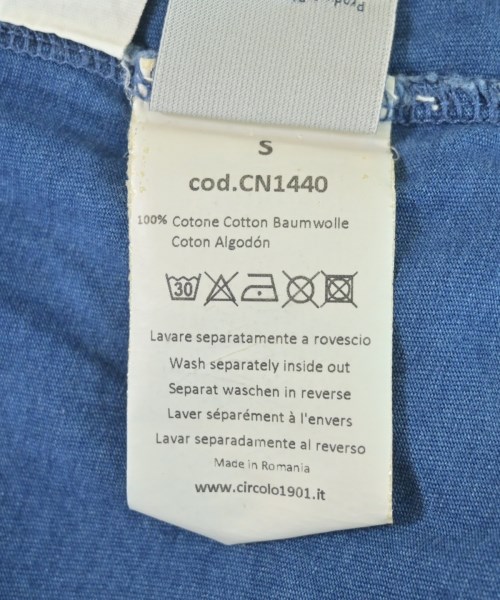 S
cod.CN1440
100% Cotone Cotton Baumwolle
Coton Algodón
30
Lavare separatamente a rovescio
Wash separately inside out
Separat waschen in reverse
Laver séparément à l'envers
Lavar separadamente al reverso
Made in Romania
www.circolo1901.it